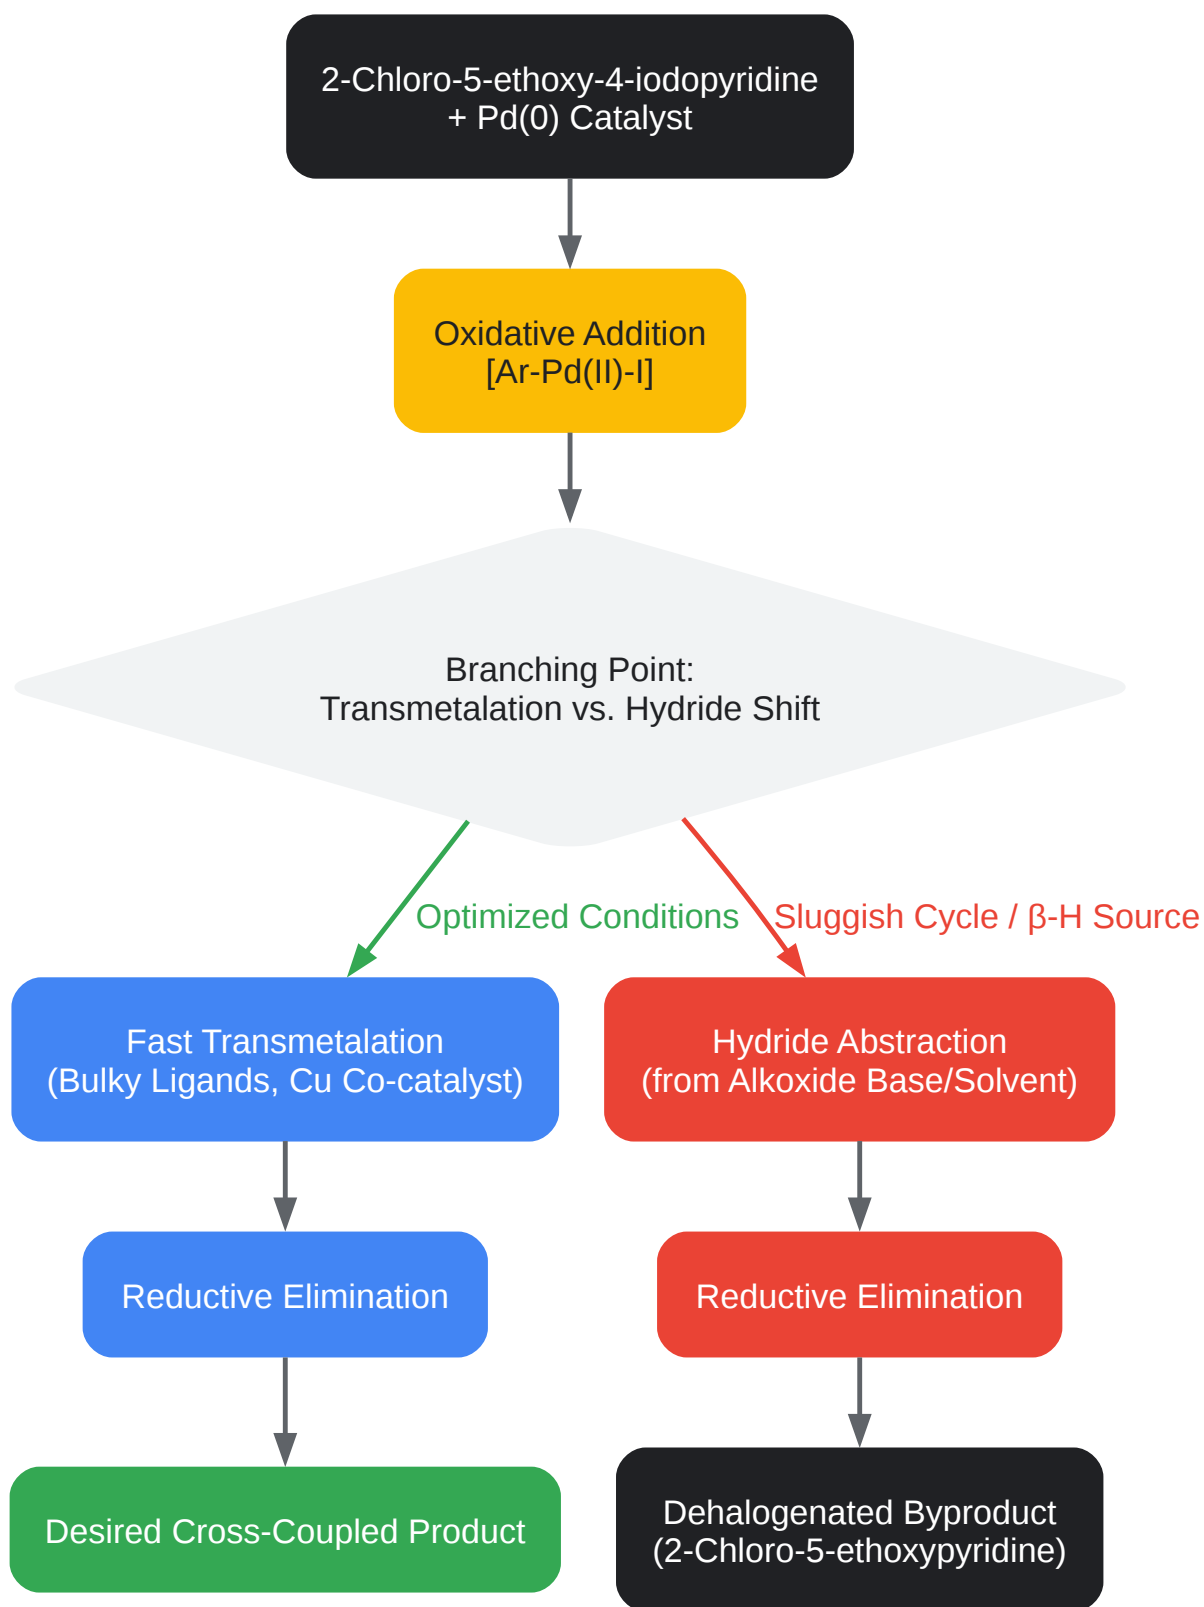 2-Chloro-5-ethoxy-4-iodopyridine
+ Pd(0) Catalyst
Oxidative Addition
[Ar-Pd(II)-I]
Branching Point:
Transmetalation vs. Hydride Shift
Optimized Conditions
Sluggish Cycle / β-H Source
Fast Transmetalation
(Bulky Ligands, Cu Co-catalyst)
Hydride Abstraction
(from Alkoxide Base/Solvent)
Reductive Elimination
Reductive Elimination
Desired Cross-Coupled Product
Dehalogenated Byproduct
(2-Chloro-5-ethoxypyridine)